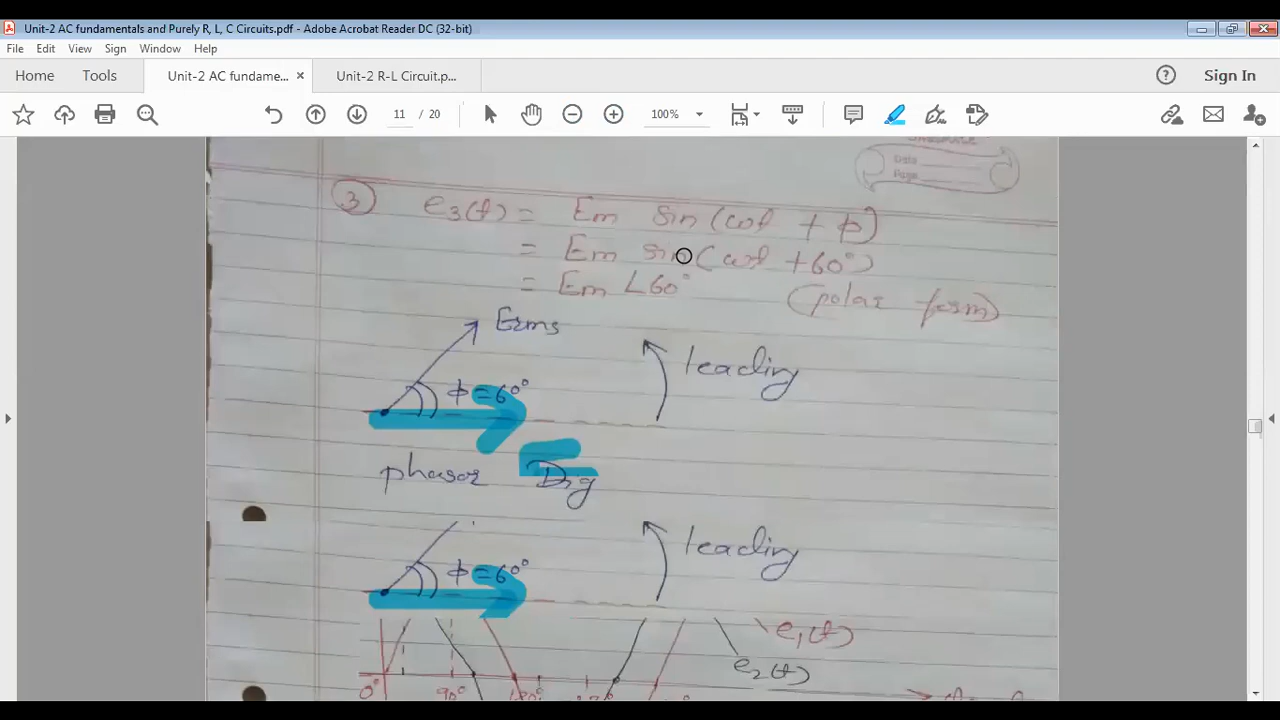 Unit-2 AC fundamentals and Purely R, L, C Circuits.pdf - Adobe Acrobat Reader DC (32-bit)
File Edit View Sign Window Help
Home Tools Unit-2 AC fundame... × Unit-2 R-L Circuit.p... Sign In
11 / 20 100%
Date
Page
3 e3(t) = Em sin(ωt + φ)
= Em sin(ωt + 60°)
= Em ∠60° (polar form)
Erms
leading
φ = 60°
phasor Dig
leading
φ = 60°
e1(t)
e2(t)
0° 90°